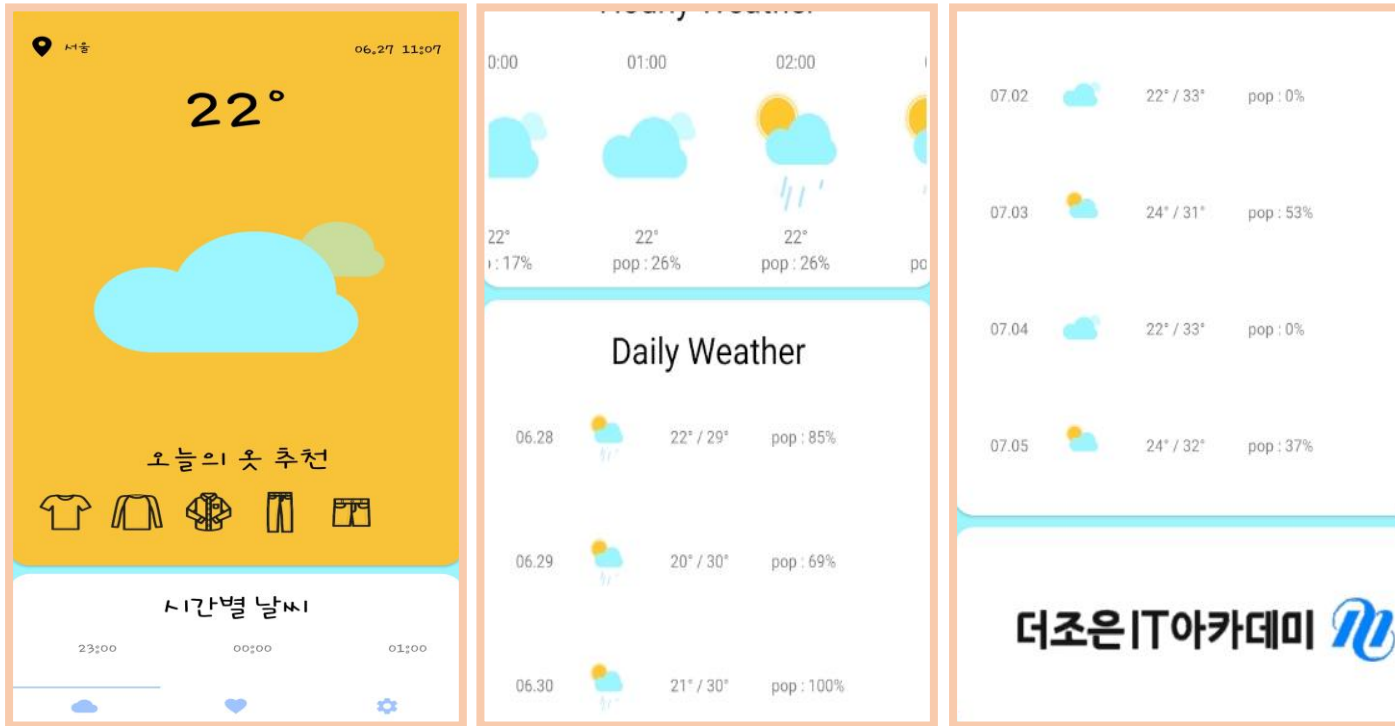 서울
06.27 11:07
22°
오늘의 옷 추천
시간별 날씨
23:00 00:00 01:00
Hourly Weather
0:00 01:00 02:00
22° 22° 22°
: 17% pop : 26% pop : 26% po
Daily Weather
06.28 22° / 29° pop : 85%
06.29 20° / 30° pop : 69%
06.30 21° / 30° pop : 100%
07.02 22° / 33° pop : 0%
07.03 24° / 31° pop : 53%
07.04 22° / 33° pop : 0%
07.05 24° / 32° pop : 37%
더조은IT아카데미